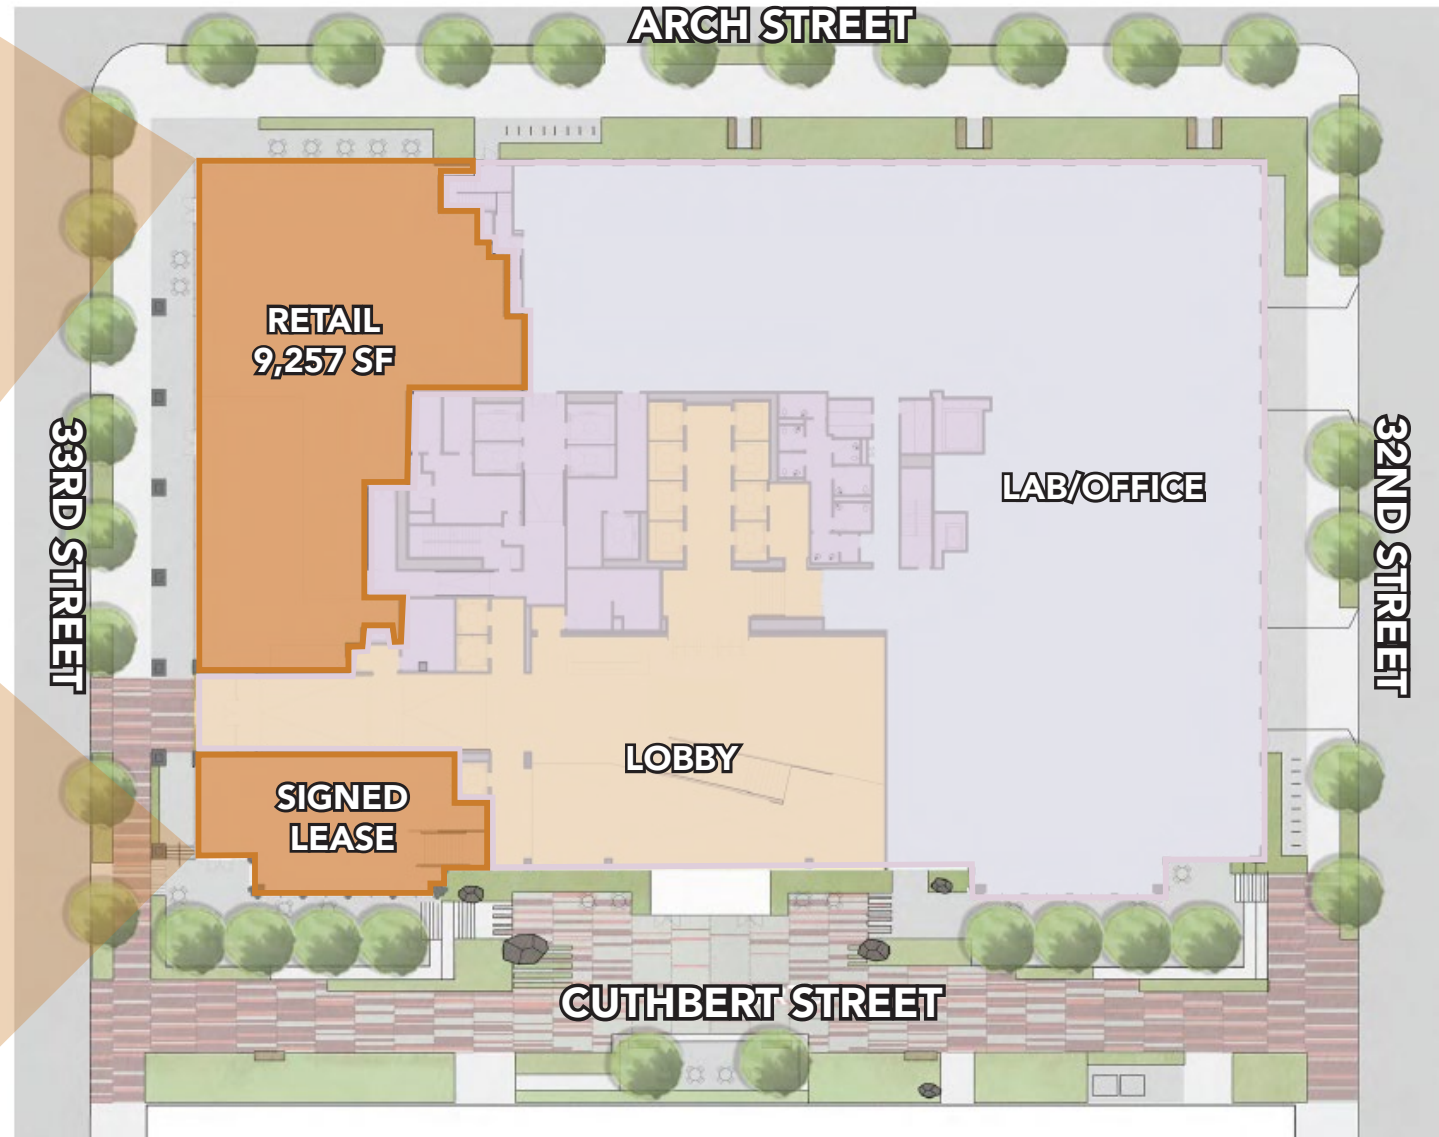 ARCH STREET
RETAIL
9,257 SF
33RD STREET
LAB/OFFICE
32ND STREET
LOBBY
SIGNED
LEASE
CUTHBERT STREET